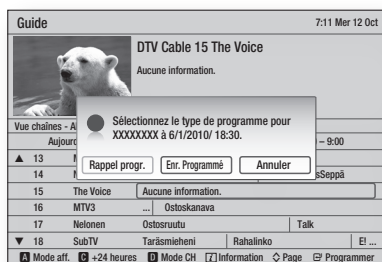 Guide 7:11 Mer 12 Oct
DTV Cable 15 The Voice
Aucune information.
Sélectionnez le type de programme pour
XXXXXXXX à 6/1/2010/ 18:30.
Rappel progr. Enr. Programmé Annuler
Vue chaînes -
– 9:00
▲ 13
14
15 The Voice Aucune information.
16 MTV3 ... Ostoskanava
17 Nelonen Ostosruutu Talk
▼ 18 SubTV Taräsmieheni Rahalinko E! ...
A Mode aff. C +24 heures D Mode CH i Information Page Programmer